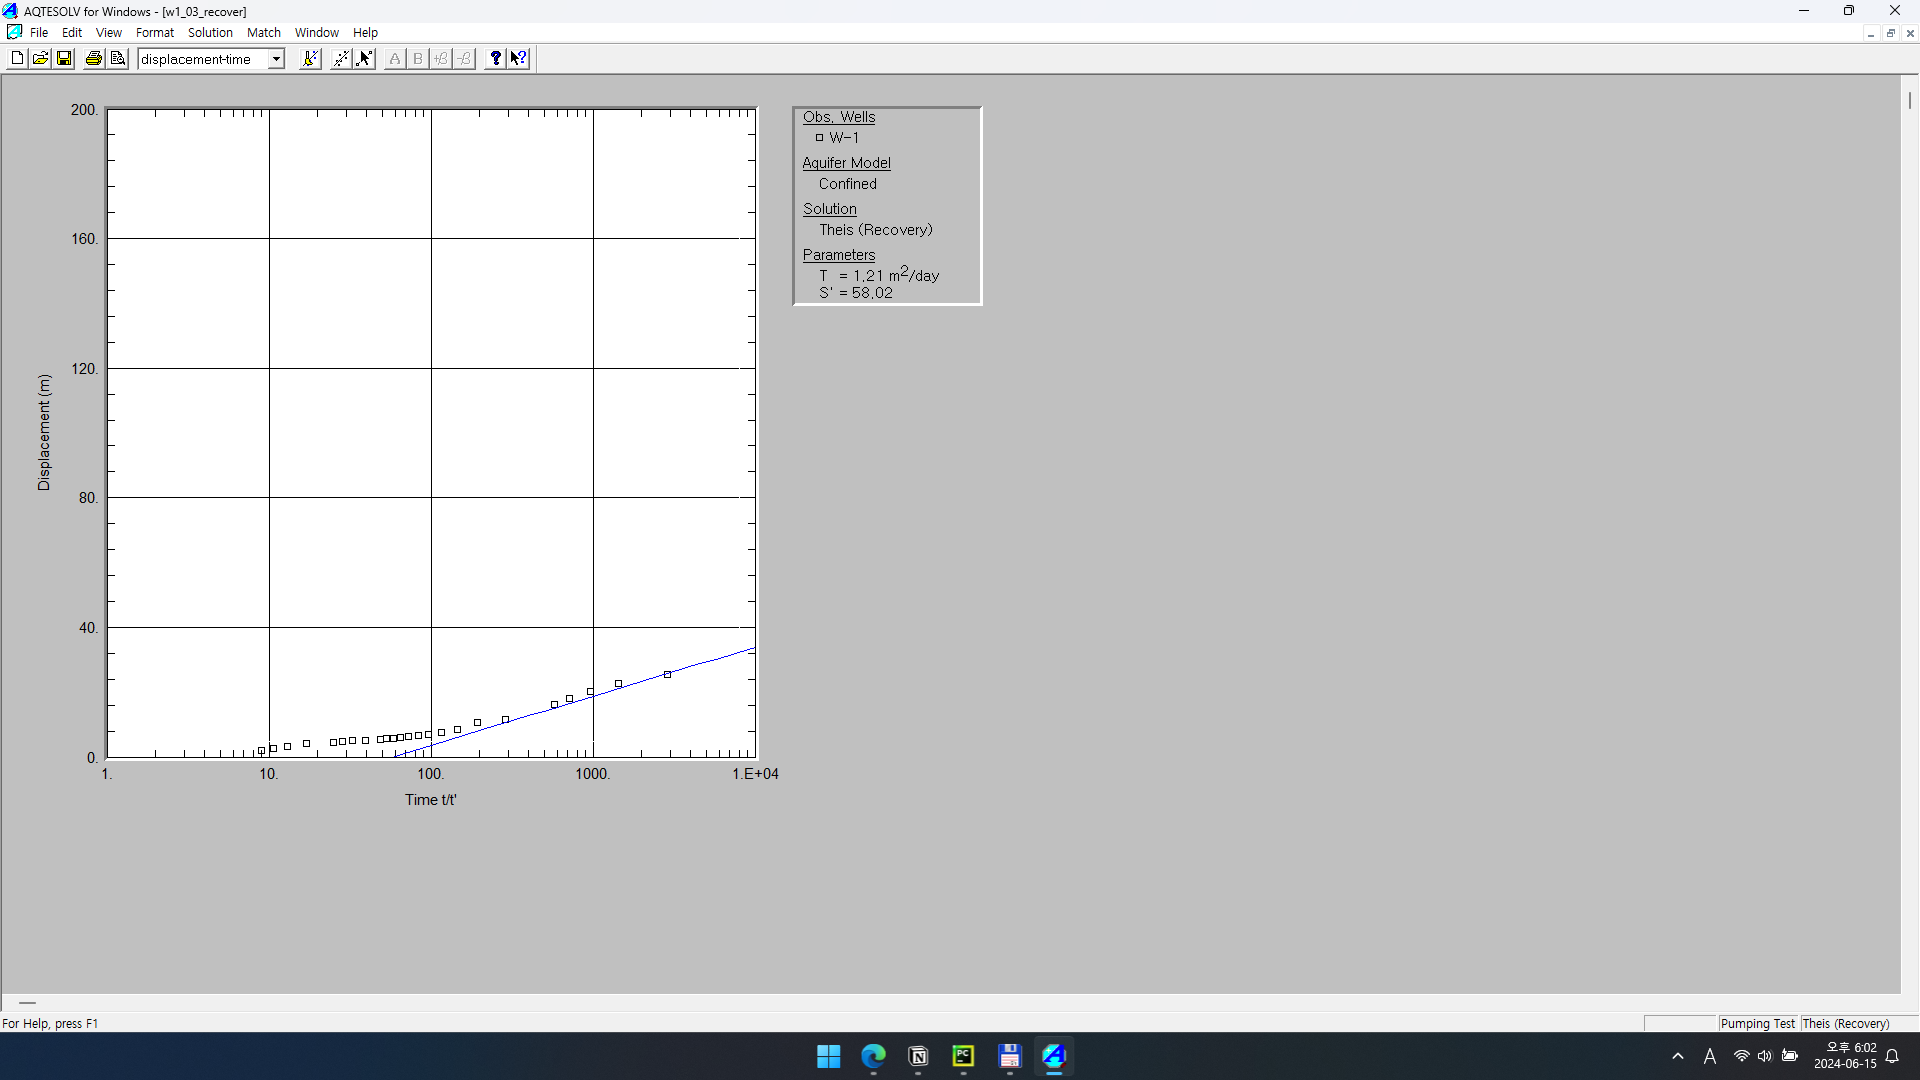 AQTESOLV for Windows - [w1_03_recover]
File Edit View Format Solution Match Window Help
displacement-time
A B +B -B ? ?
200.
160.
120.
80.
40.
0.
Displacement (m)
1. 10. 100. 1000. 1.E+04
Time t/t'
Obs. Wells
W-1
Aquifer Model
Confined
Solution
Theis (Recovery)
Parameters
T = 1.21 m2/day
S' = 58.02
For Help, press F1
Pumping Test Theis (Recovery)
N PC A
A 오후 6:02
2024-06-15